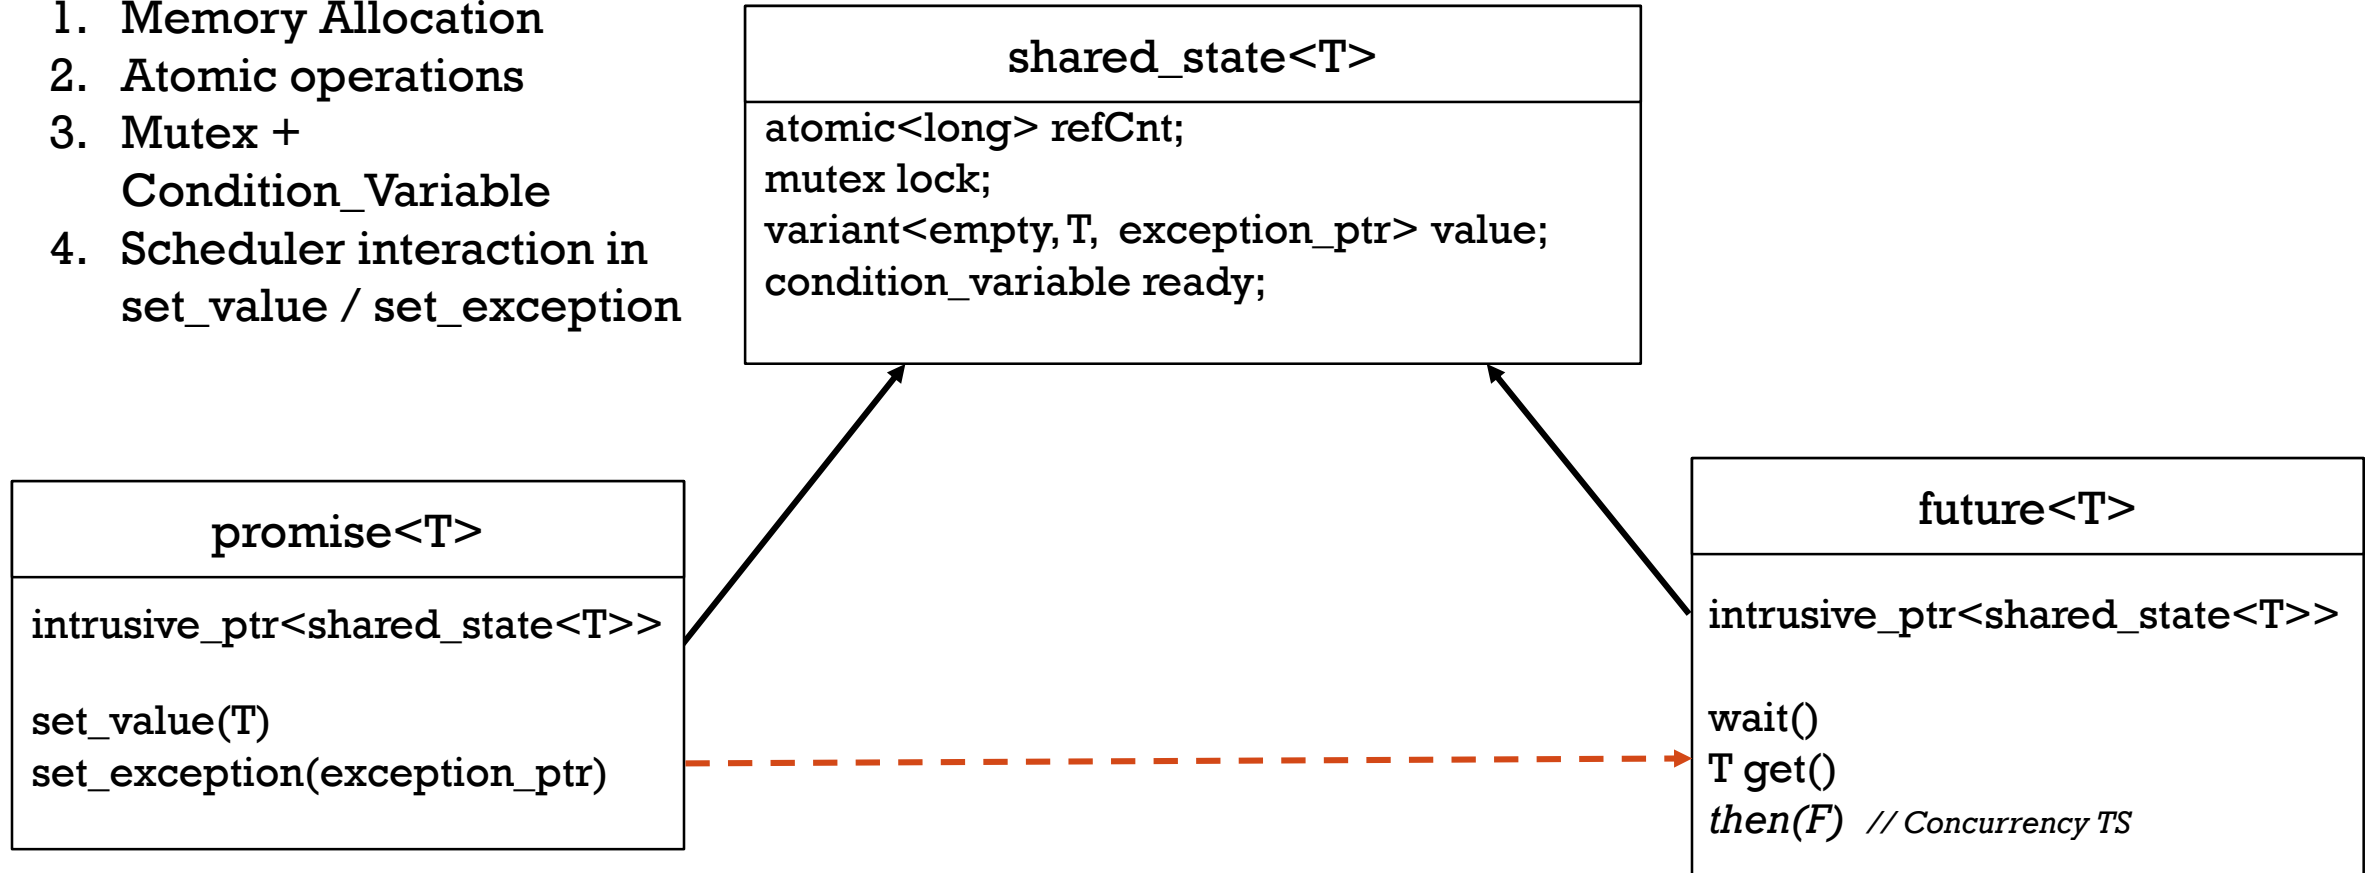 1. Memory Allocation
2. Atomic operations
3. Mutex +
Condition_Variable
4. Scheduler interaction in
set_value / set_exception
shared_state<T>
atomic<long> refCnt;
mutex lock;
variant<empty, T, exception_ptr> value;
condition_variable ready;
promise<T>
intrusive_ptr<shared_state<T>>
set_value(T)
set_exception(exception_ptr)
future<T>
intrusive_ptr<shared_state<T>>
wait()
T get()
then(F) // Concurrency TS